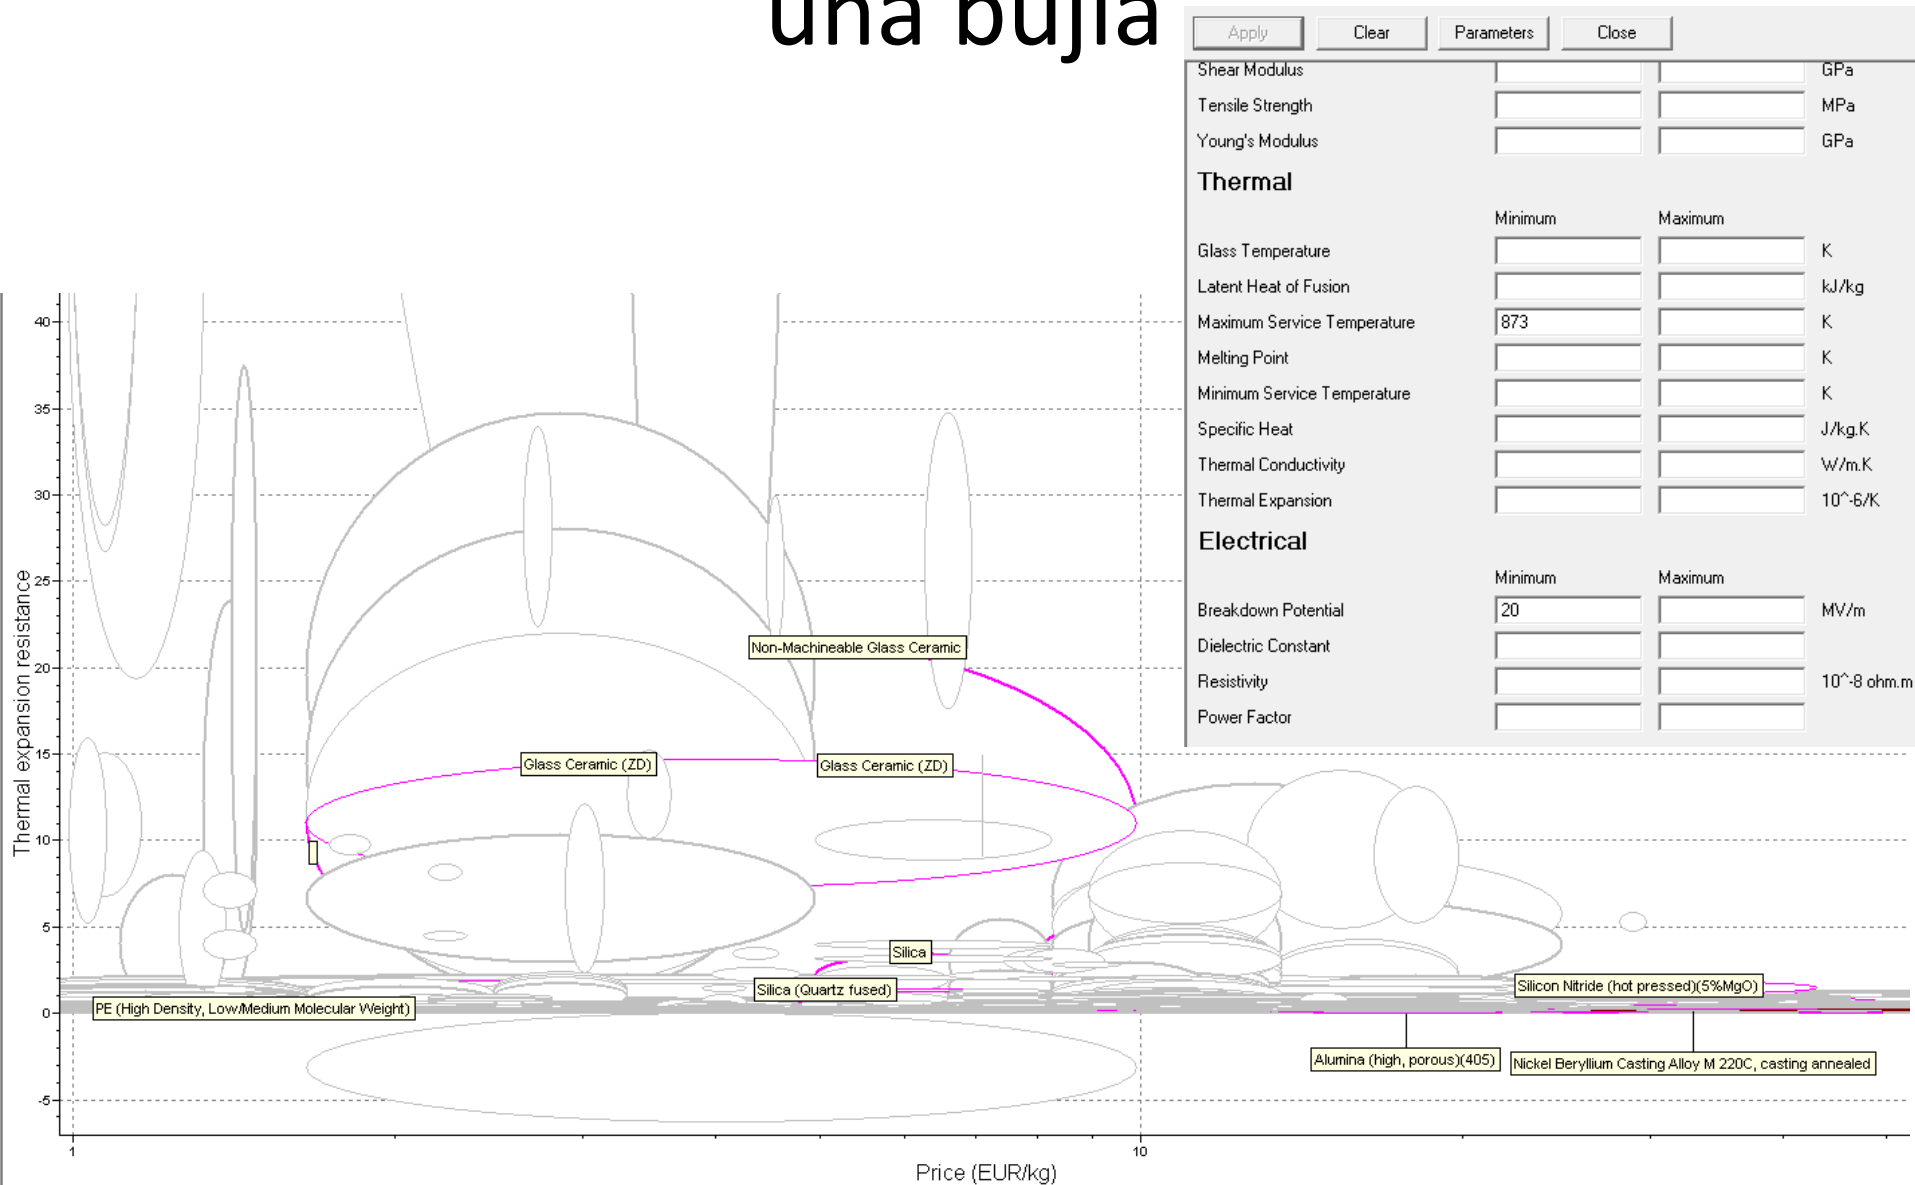 una bujía
Apply Clear Parameters Close
Shear Modulus GPa
Tensile Strength MPa
Young's Modulus GPa
Thermal
Minimum Maximum
Glass Temperature K
Latent Heat of Fusion kJ/kg
Maximum Service Temperature 873 K
Melting Point K
Minimum Service Temperature K
Specific Heat J/kg.K
Thermal Conductivity W/m.K
Thermal Expansion 10^-6/K
Electrical
Minimum Maximum
Breakdown Potential 20 MV/m
Dielectric Constant
Resistivity 10^-8 ohm.m
Power Factor
Thermal expansion resistance
40
35
30
25
20
15
10
5
0
-5
Non-Machineable Glass Ceramic
Glass Ceramic (ZD)
Glass Ceramic (ZD)
Silica
Silica (Quartz fused)
Silicon Nitride (hot pressed)(5%MgO)
PE (High Density, Low/Medium Molecular Weight)
Alumina (high, porous)(405)
Nickel Beryllium Casting Alloy M 220C, casting annealed
1
10
Price (EUR/kg)